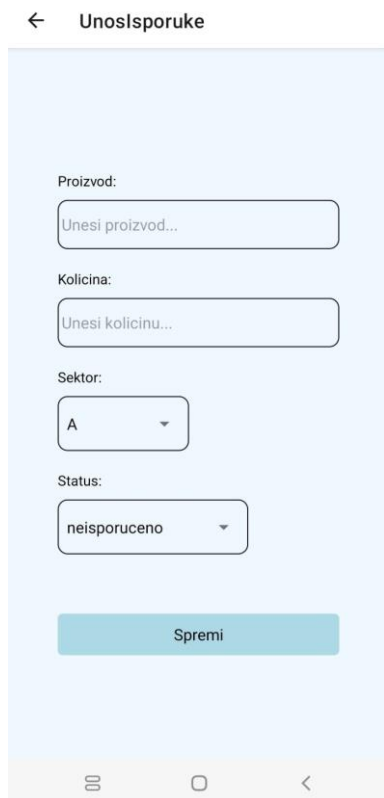 UnosIsporuke
Proizvod:
Unesi proizvod...
Kolicina:
Unesi kolicinu...
Sektor:
A
Status:
neisporuceno
Spremi